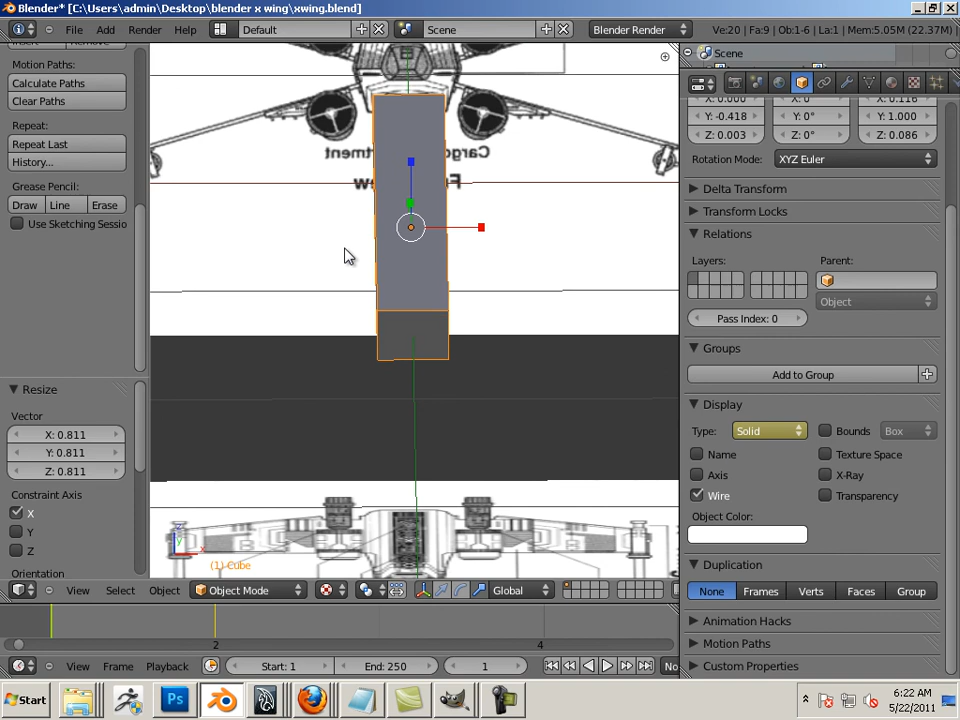 Blender* [C:\Users\admin\Desktop\blender x wing\xwing.blend]
File Add Render Help Default Scene Blender Render Ve:20 | Fa:9 | Ob:1-6 | La:1 | Mem:5.05M (22.37M)
Motion Paths:
Calculate Paths
Clear Paths
Repeat:
Repeat Last
History...
Grease Pencil:
Draw Line Erase
Use Sketching Sessio
Resize
Vector
X: 0.811
Y: 0.811
Z: 0.811
Constraint Axis
X
Y
Z
Orientation
(1) Cube
View Select Object Object Mode Global
2 4
View Frame Playback Start: 1 End: 250 1 No
Scene
X: 0.000 X: 0° X: 0.116
Y: -0.418 Y: 0° Y: 1.000
Z: 0.003 Z: 0° Z: 0.086
Rotation Mode: XYZ Euler
Delta Transform
Transform Locks
Relations
Layers: Parent:
Object
Pass Index: 0
Groups
Add to Group
Display
Type: Solid Bounds Box
Name Texture Space
Axis X-Ray
Wire Transparency
Object Color:
Duplication
None Frames Verts Faces Group
Animation Hacks
Motion Paths
Custom Properties
Start Ps 6:22 AM
5/22/2011